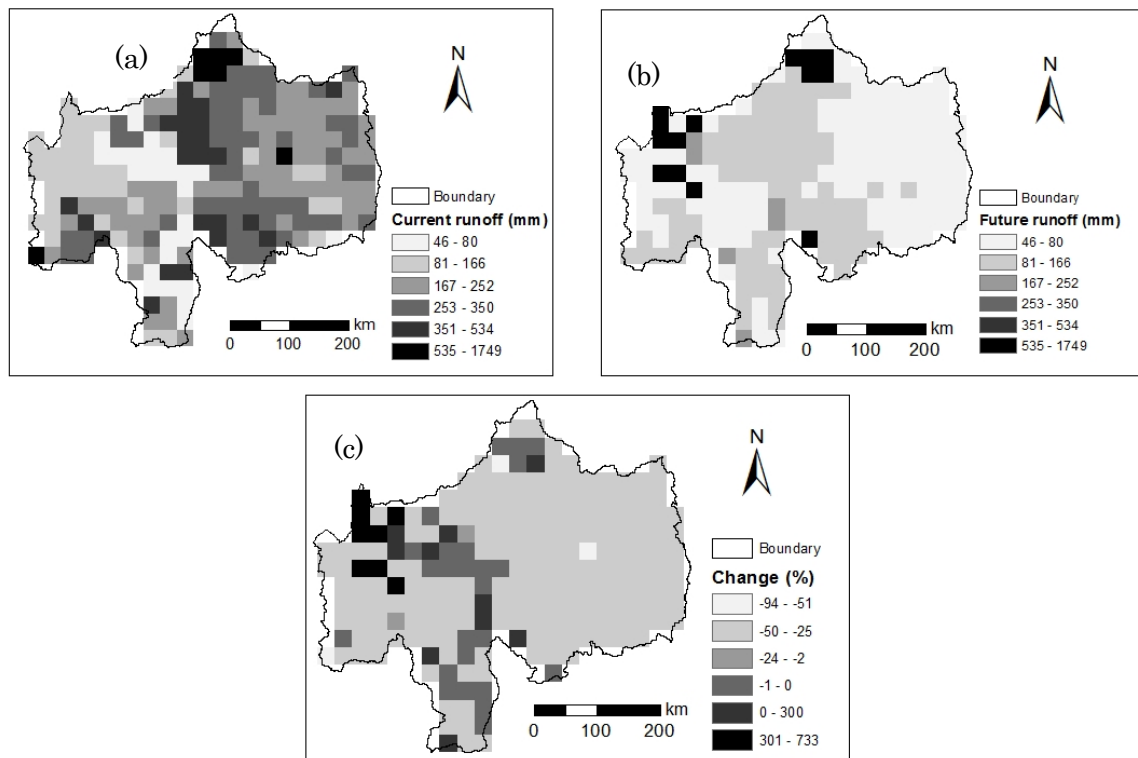 (a)
N
Boundary
Current runoff (mm)
46 - 80
81 - 166
167 - 252
253 - 350
351 - 534
535 - 1749
km
0 100 200
(b)
N
Boundary
Future runoff (mm)
46 - 80
81 - 166
167 - 252
253 - 350
351 - 534
535 - 1749
km
0 100 200
(c)
N
Boundary
Change (%)
-94 - -51
-50 - -25
-24 - -2
-1 - 0
0 - 300
301 - 733
km
0 100 200